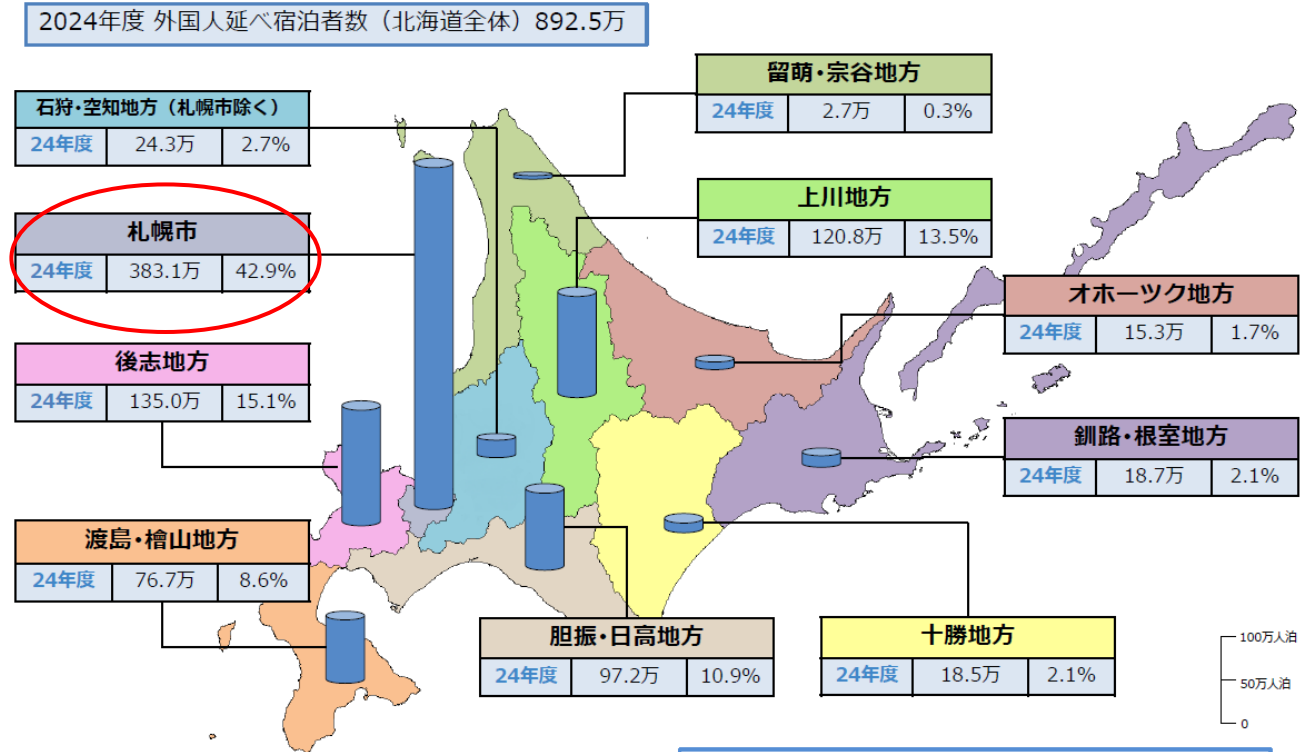 2024年度 外国人延べ宿泊者数（北海道全体）892.5万
留萌・宗谷地方
24年度 2.7万 0.3%
石狩・空知地方（札幌市除く）
24年度 24.3万 2.7%
上川地方
24年度 120.8万 13.5%
札幌市
24年度 383.1万 42.9%
オホーツク地方
24年度 15.3万 1.7%
後志地方
24年度 135.0万 15.1%
釧路・根室地方
24年度 18.7万 2.1%
渡島・檜山地方
24年度 76.7万 8.6%
胆振・日高地方
24年度 97.2万 10.9%
十勝地方
24年度 18.5万 2.1%
100万人泊
50万人泊
0